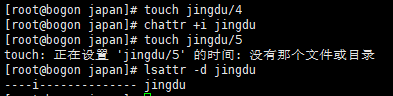 [root@bogon japan]# touch jingdu/4
[root@bogon japan]# chattr +i jingdu
[root@bogon japan]# touch jingdu/5
touch: 正在设置 'jingdu/5' 的时间: 没有那个文件或目录
[root@bogon japan]# lsattr -d jingdu
----i-------------- jingdu